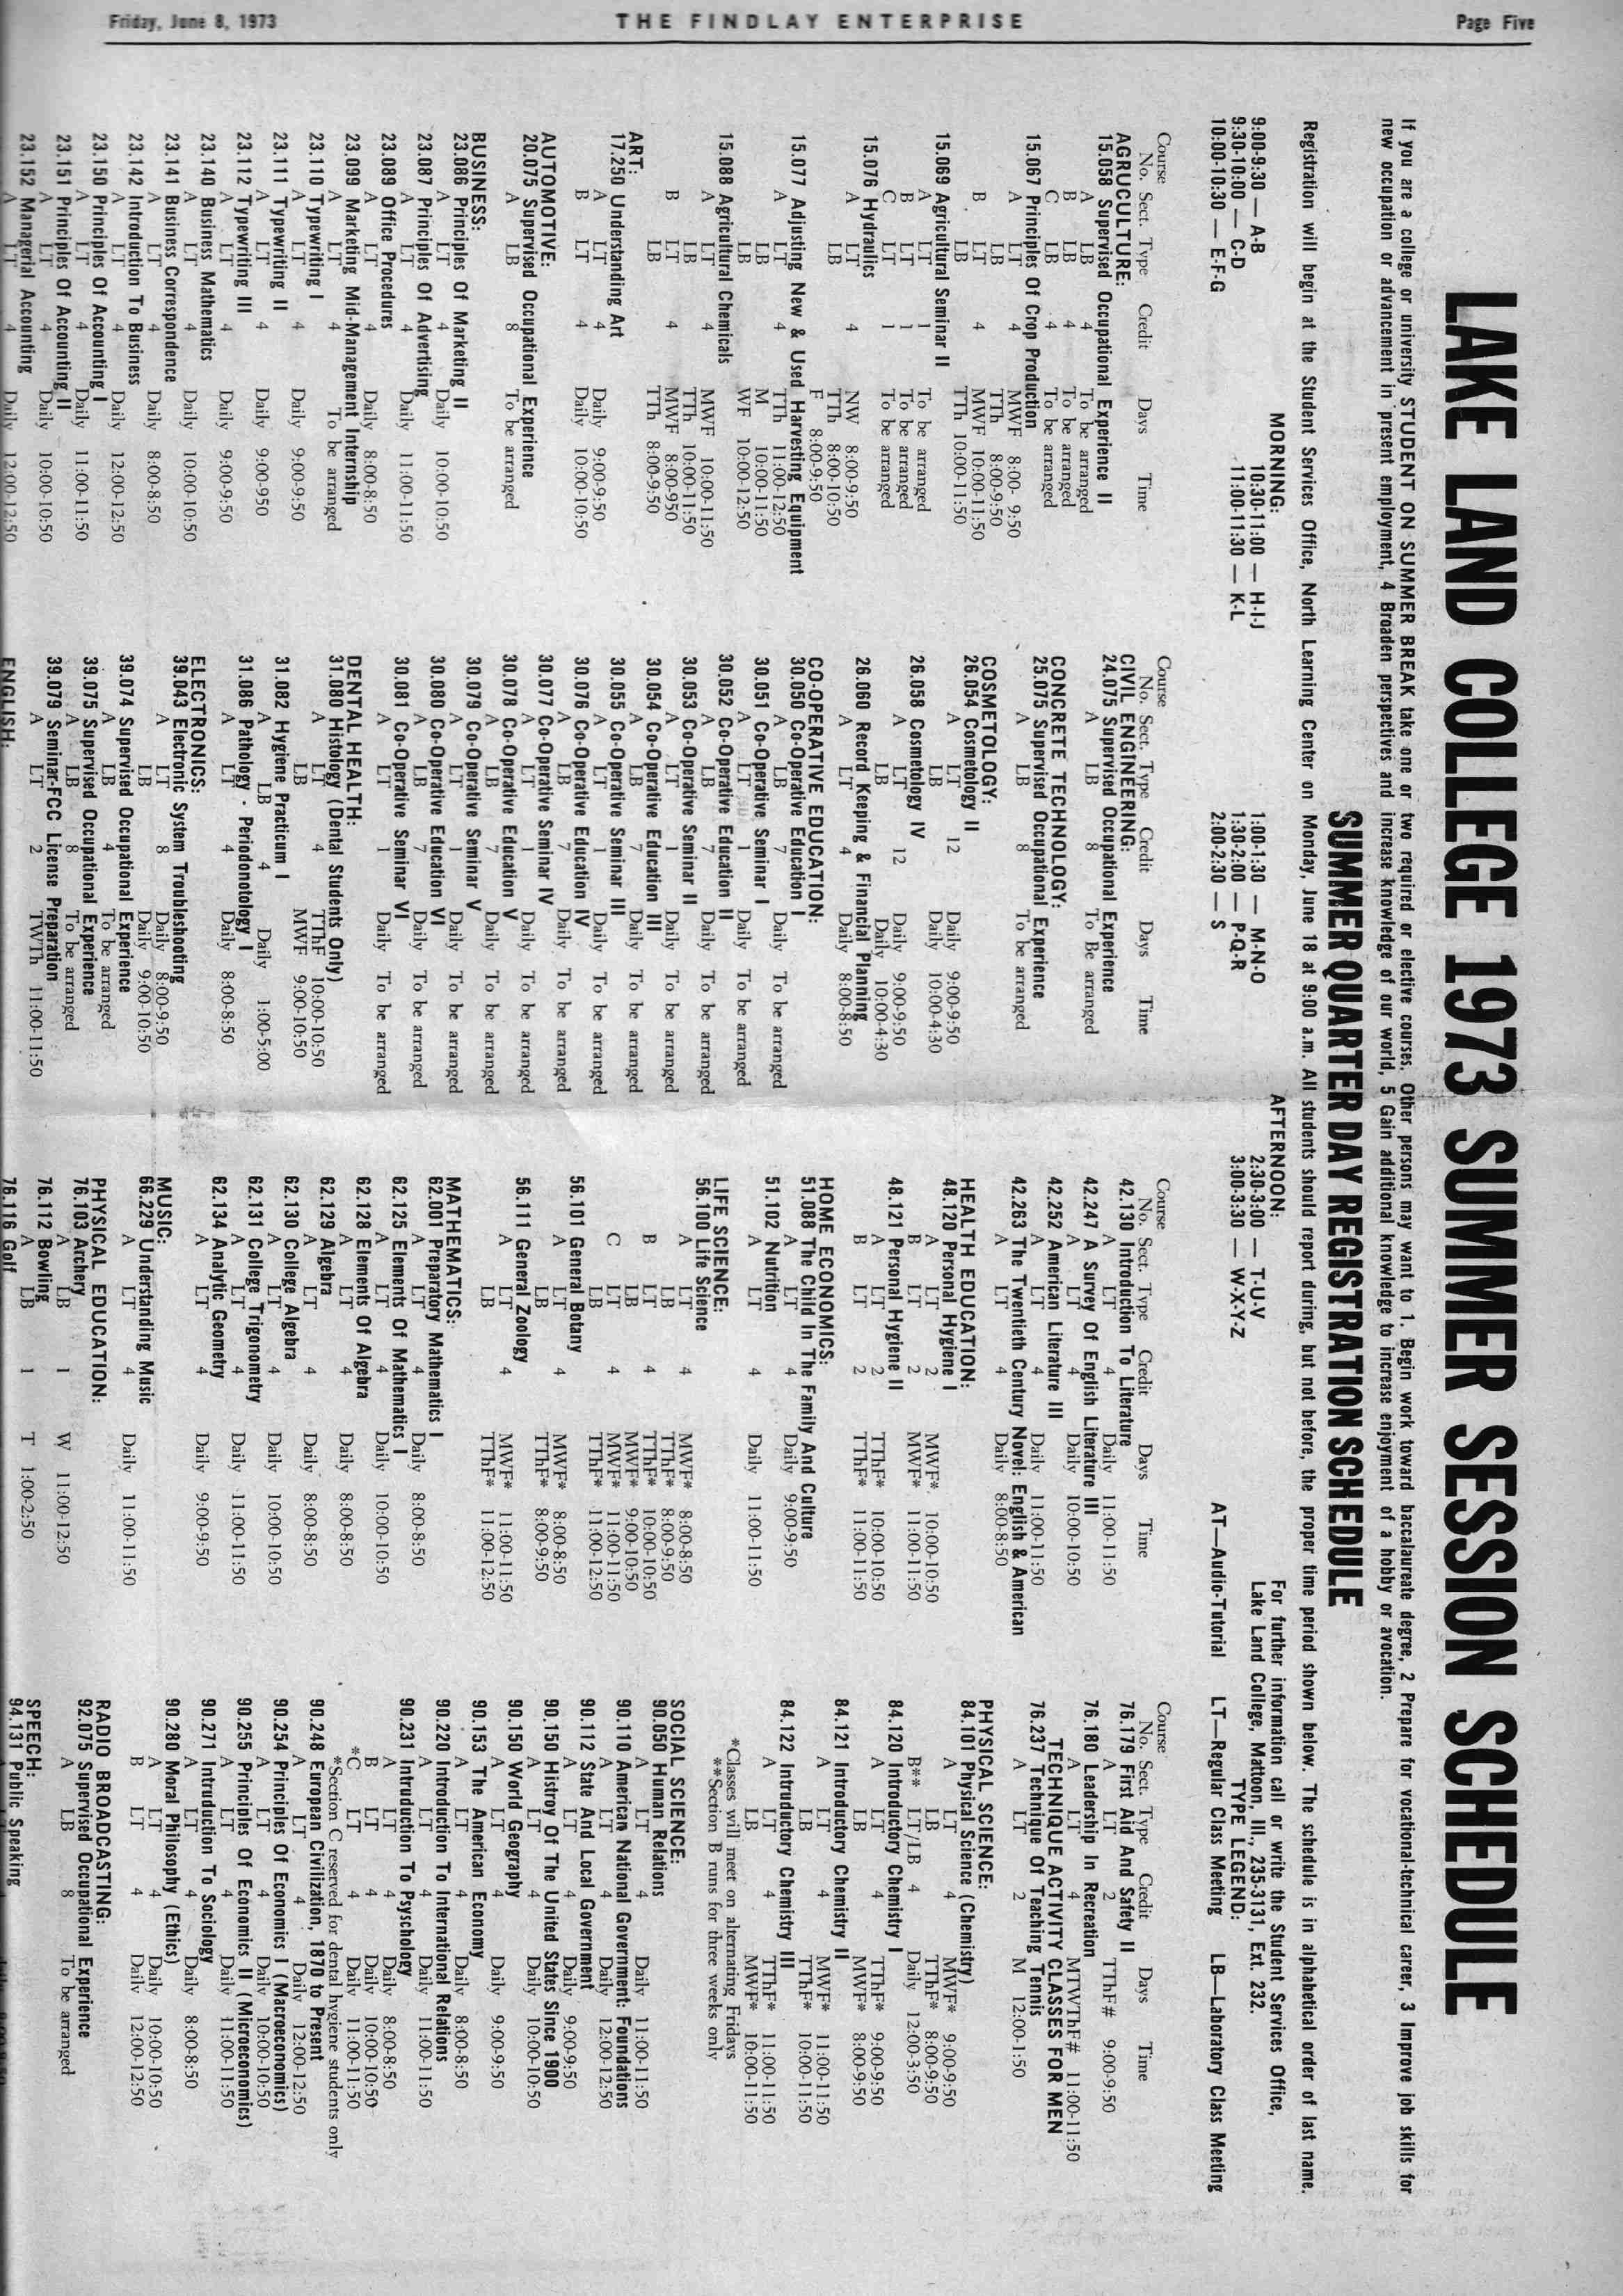 Friday, June 8, 1973 THE FINDLAY ENTERPRISE Page Five
LAKE LAND COLLEGE 1973 SUMMER SESSION SCHEDULE
If you are a college or university STUDENT ON SUMMER BREAK take one or two required or elective courses. Other persons may want to 1. Begin work toward baccalaureate degree, 2 Prepare for vocational-technical career, 3 Improve job skills for
new occupation or advancement in present employment, 4 Broaden perspetives and increase knowledge of our world, 5 Gain additional knowledge to increase enjoyment of a hobby or avocation.
SUMMER QUARTER DAY REGISTRATION SCHEDULE
Registration will begin at the Student Services Office, North Learning Center on Monday, June 18 at 9:00 a.m. All students should report during, but not before, the proper time period shown below. The schedule is in alphabetical order of last name.
MORNING:
9:00-9:30 — A-B 10:30-11:00 — H-I-J
9:30-10:00 — C-D 11:00-11:30 — K-L
10:00-10:30 — E-F-G
AFTERNOON:
1:00-1:30 — M-N-O 2:30-3:00 — T-U-V
1:30-2:00 — P-Q-R 3:00-3:30 — W-X-Y-Z
2:00-2:30 — S
For further information call or write the Student Services Office,
Lake Land College, Mattoon, Ill., 235-3131, Ext. 232.
TYPE LEGEND:
AT—Audio-Tutorial LT—Regular Class Meeting LB—Laboratory Class Meeting
Course
No. Sect. Type Credit Days Time
AGRUCULTURE:
15.058 Supervised Occupational Experience II
A LB 4 To be arranged
B LB 4 To be arranged
C LB 4 To be arranged
15.067 Principles Of Crop Production
A LT 4 MWF 8:00- 9:50
LB TTh 8:00-9:50
B LT 4 MWF 10:00-11:50
LB TTh 10:00-11:50
15.069 Agricultural Seminar II
A LT 1 To be arranged
B LT 1 To be arranged
C LT 1 To be arranged
15.076 Hydraulics
A LT 4 NW 8:00-9:50
LB TTh 8:00-10:50
F 8:00-9:50
15.077 Adjusting New & Used Harvesting Equipment
A LT 4 TTh 11:00-12:50
LB M 10:00-11:50
LB WF 10:00-12:50
15.088 Agricultural Chemicals
A LT 4 MWF 10:00-11:50
LB TTh 10:00-11:50
B LT 4 MWF 8:00-950
LB TTh 8:00-9:50
ART:
17.250 Understanding Art
A LT 4 Daily 9:00-9:50
B LT 4 Daily 10:00-10:50
AUTOMOTIVE:
20.075 Supervised Occupational Experience
A LB 8 To be arranged
BUSINESS:
23.086 Principles Of Marketing II
A LT 4 Daily 10:00-10:50
23.087 Principles Of Advertising
A LT 4 Daily 11:00-11:50
23.089 Office Procedures
A LT 4 Daily 8:00-8:50
23.099 Marketing Mid-Management Internship
A LT 4 To be arranged
23.110 Typewriting I
A LT 4 Daily 9:00-9:50
23.111 Typewriting II
A LT 4 Daily 9:00-950
23.112 Typewriting III
A LT 4 Daily 9:00-9:50
23.140 Business Mathematics
A LT 4 Daily 10:00-10:50
23.141 Business Correspondence
A LT 4 Daily 8:00-8:50
23.142 Introduction To Business
A LT 4 Daily 12:00-12:50
23.150 Principles Of Accounting I
A LT 4 Daily 11:00-11:50
23.151 Principles Of Accounting II
A LT 4 Daily 10:00-10:50
23.152 Managerial Accounting
A LT 4 Daily 12:00-12:50
Course
No. Sect. Type Credit Days Time
CIVIL ENGINEERING:
24.075 Supervised Occupational Experience
A LB 8 To Be arranged
CONCRETE TECHNOLOGY:
25.075 Supervised Occupational Experience
A LB 8 To be arranged
COSMETOLOGY:
26.054 Cosmetology II
A LT 12 Daily 9:00-9:50
LB Daily 10:00-4:30
26.058 Cosmetology IV
A LT 12 Daily 9:00-9:50
LB Daily 10:00-4:30
26.060 Record Keeping & Financial Planning
A LT 4 Daily 8:00-8:50
CO-OPERATIVE EDUCATION:
30.050 Co-Operative Education I
A LB 7 Daily To be arranged
30.051 Co-Operative Seminar I
A LT 1 Daily To be arranged
30.052 Co-Operative Education II
A LB 7 Daily To be arranged
30.053 Co-Operative Seminar II
A LT 1 Daily To be arranged
30.054 Co-Operative Education III
A LB 7 Daily To be arranged
30.055 Co-Operative Seminar III
A LT 1 Daily To be arranged
30.076 Co-Operative Education IV
A LB 7 Daily To be arranged
30.077 Co-Operative Seminar IV
A LT 1 Daily To be arranged
30.078 Co-Operative Education V
A LB 7 Daily To be arranged
30.079 Co-Operative Seminar V
A LT 1 Daily To be arranged
30.080 Co-Operative Education VI
A LB 7 Daily To be arranged
30.081 Co-Operative Seminar VI
A LT 1 Daily To be arranged
DENTAL HEALTH:
31.080 Histology (Dental Students Only)
A LT 4 TThF 10:00-10:50
LB MWF 9:00-10:50
31.082 Hygiene Practicum I
A LB 4 Daily 1:00-5:00
31.086 Pathology - Periodonotology I
A LT 4 Daily 8:00-8:50
ELECTRONICS:
39.043 Electronic System Troubleshooting
A LT 8 Daily 8:00-9:50
LB Daily 9:00-10:50
39.074 Supervised Occupational Experience
A LB 4 To be arranged
39.075 Supervised Occupational Experience
A LB 8 To be arranged
39.079 Seminar-FCC License Preparation
A LT 2 TWTh 11:00-11:50
ENGLISH:
Course
No. Sect. Type Credit Days Time
42.130 Introduction To Literature
A LT 4 Daily 11:00-11:50
42.247 A Survey Of English Literature III
A LT 4 Daily 10:00-10:50
42.252 American Literature III
A LT 4 Daily 11:00-11:50
42.263 The Twentieth Century Novel: English & American
A LT 4 Daily 8:00-8:50
HEALTH EDUCATION:
48.120 Personal Hygiene I
A LT 2 MWF* 10:00-10:50
B LT 2 MWF* 11:00-11:50
48.121 Personal Hygiene II
A LT 2 TThF* 10:00-10:50
B LT 2 TThF* 11:00-11:50
HOME ECONOMICS:
51.088 The Child In The Family And Culture
A LT 4 Daily 9:00-9:50
51.102 Nutrition
A LT 4 Daily 11:00-11:50
LIFE SCIENCE:
56.100 Life Science
A LT 4 MWF* 8:00-8:50
LB TThF* 8:00-9:50
B LT 4 TThF* 10:00-10:50
LB MWF* 9:00-10:50
C LT 4 MWF* 11:00-11:50
LB TThF* 11:00-12:50
56.101 General Botany
A LT 4 MWF* 8:00-8:50
LB TThF* 8:00-9:50
56.111 General Zoology
A LT 4 MWF* 11:00-11:50
LB TThF* 11:00-12:50
MATHEMATICS:
62.001 Preparatory Mathematics I
A LT 4 Daily 8:00-8:50
62.125 Elements Of Mathematics I
A LT 4 Daily 10:00-10:50
62.128 Elements Of Algebra
A LT 4 Daily 8:00-8:50
62.129 Algebra
A LT 4 Daily 8:00-8:50
62.130 College Algebra
A LT 4 Daily 10:00-10:50
62.131 College Trigonometry
A LT 4 Daily 11:00-11:50
62.134 Analytic Geometry
A LT 4 Daily 9:00-9:50
MUSIC:
66.229 Understanding Music
A LT 4 Daily 11:00-11:50
PHYSICAL EDUCATION:
76.103 Archery
A LB 1 W 11:00-12:50
76.112 Bowling
A LB 1 T 1:00-2:50
76.116 Golf
Course
No. Sect. Type Credit Days Time
76.179 First Aid And Safety II
A LT 2 TThF# 9:00-9:50
76.180 Leadership In Recreation
A LT 4 MTWThF# 11:00-11:50
TECHNIQUE ACTIVITY CLASSES FOR MEN
76.237 Technique Of Teaching Tennis
A LT 2 M1 12:00-1:50
PHYSICAL SCIENCE:
84.101 Physical Science (Chemistry)
A LT 4 MWF* 9:00-9:50
LB TThF* 8:00-9:50
B** LT/LB 4 Daily 12:00-3:50
84.120 Introductory Chemistry I
A LT 4 TThF* 9:00-9:50
LB MWF* 8:00-9:50
84.121 Introductory Chemistry II
A LT 4 MWF* 11:00-11:50
LB TThF* 10:00-11:50
84.122 Intruductory Chemistry III
A LT 4 TThF* 11:00-11:50
LB MWF* 10:00-11:50
*Classes will meet on alternating Fridays
**Section B runs for three weeks only
SOCIAL SCIENCE:
90.050 Human Relations
A LT 4 Daily 11:00-11:50
90.110 American National Government: Foundations
A LT 4 Daily 12:00-12:50
90.112 State And Local Government
A LT 4 Daily 9:00-9:50
90.150 Histroy Of The United States Since 1900
A LT 4 Daily 10:00-10:50
90.150 World Geography
A LT 4 Daily 9:00-9:50
90.153 The American Economy
A LT 4 Daily 8:00-8:50
90.220 Introduction To International Relations
A LT 4 Daily 11:00-11:50
90.231 Intruduction To Pyschology
A LT 4 Daily 8:00-8:50
B LT 4 Daily 10:00-10:50
*C LT 4 Daily 11:00-11:50
*Section C reserved for dental hygiene students only
90.248 European Civilization, 1870 to Present
A LT 4 Daily 12:00-12:50
90.254 Principles Of Economics I (Macroeconomics)
A LT 4 Daily 10:00-10:50
90.255 Principles Of Economics II (Microeconomics)
A LT 4 Daily 11:00-11:50
90.271 Intruduction To Sociology
A LT 4 Daily 8:00-8:50
90.280 Moral Philosophy (Ethics)
A LT 4 Daily 10:00-10:50
B LT 4 Daily 12:00-12:50
RADIO BROADCASTING:
92.075 Supervised Occupational Experience
A LB 8 To be arranged
SPEECH:
94.131 Public Speaking